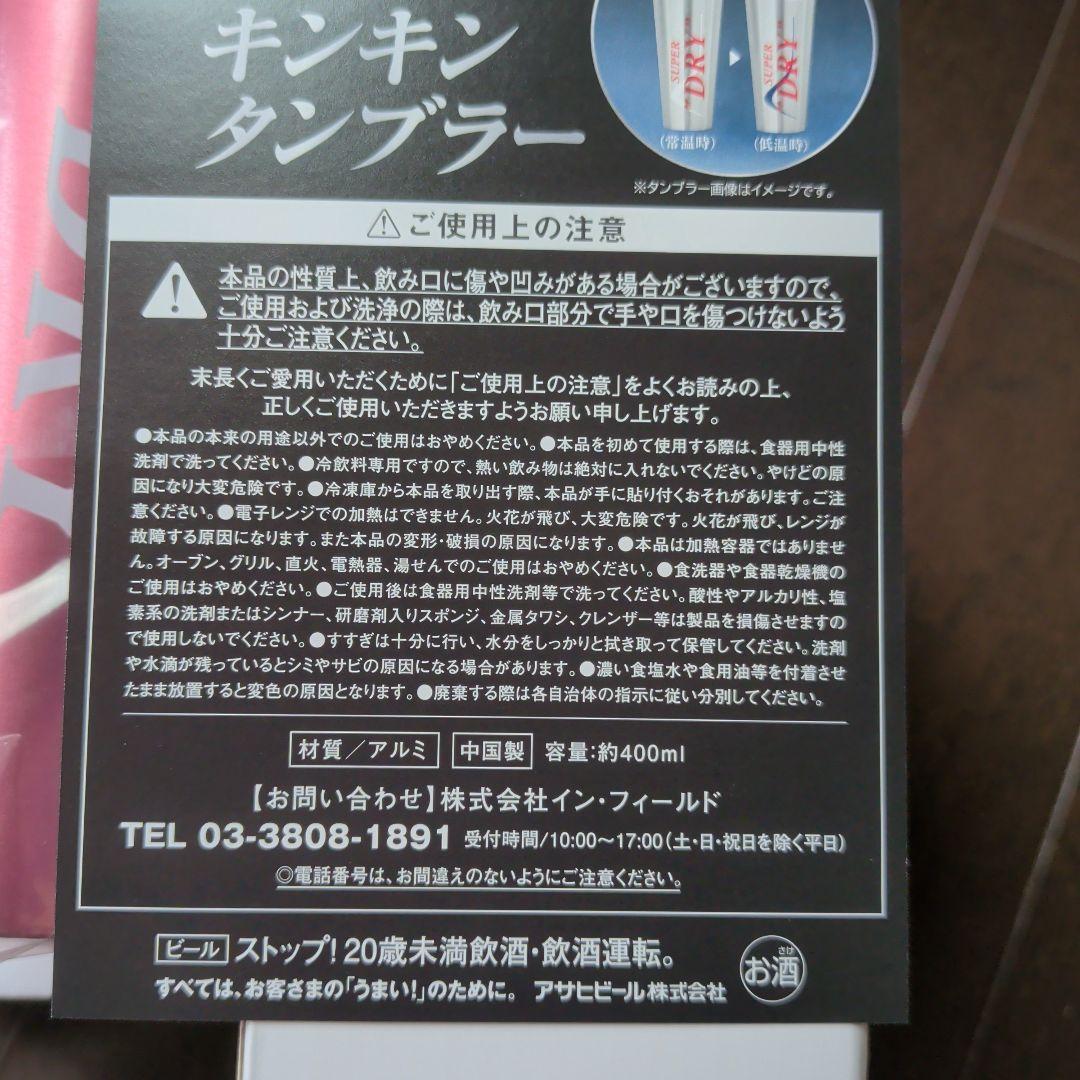 キンキン
タンブラー
SUPER
"DRY"
SUPER
"DRY"
(常温時)
(低温時)
※タンブラー画像はイメージです。
⚠ご使用上の注意
本品の性質上、飲み口に傷や凹みがある場合がございますので、
ご使用および洗浄の際は、飲み口部分で手や口を傷つけないよう
十分ご注意ください。
末長くご愛用いただくために「ご使用上の注意」をよくお読みの上、
正しくご使用いただきますようお願い申し上げます。
●本品の本来の用途以外でのご使用はおやめください。●本品を初めて使用する際は、食器用中性
洗剤で洗ってください。●冷飲料専用ですので、熱い飲み物は絶対に入れないでください。やけどの原
因になり大変危険です。●冷凍庫から本品を取り出す際、本品が手に貼り付くおそれがあります。ご注
意ください。●電子レンジでの加熱はできません。火花が飛び、大変危険です。火花が飛び、レンジが
故障する原因になります。また本品の変形・破損の原因になります。●本品は加熱容器ではありませ
ん。オーブン、グリル、直火、電熱器、湯せんでのご使用はおやめください。●食洗器や食器乾燥機の
ご使用はおやめください。●ご使用後は食器用中性洗剤等で洗ってください。酸性やアルカリ性、塩
素系の洗剤またはシンナー、研磨剤入りスポンジ、金属タワシ、クレンザー等は製品を損傷させますの
で使用しないでください。●すすぎは十分に行い、水分をしっかりと拭き取って保管してください。洗剤
や水滴が残っているとシミやサビの原因になる場合があります。●濃い食塩水や食用油等を付着させ
たまま放置すると変色の原因となります。●廃棄する際は各自治体の指示に従い分別してください。
材質/アルミ 中国製 容量:約400ml
【お問い合わせ】株式会社イン・フィールド
TEL 03-3808-1891 受付時間/10:00〜17:00(土・日・祝日を除く平日)
◎電話番号は、お間違えのないようにご注意ください。
ビール ストップ!20歳未満飲酒・飲酒運転。
すべては、お客さまの「うまい!」のために。 アサヒビール株式会社
さけ
お酒